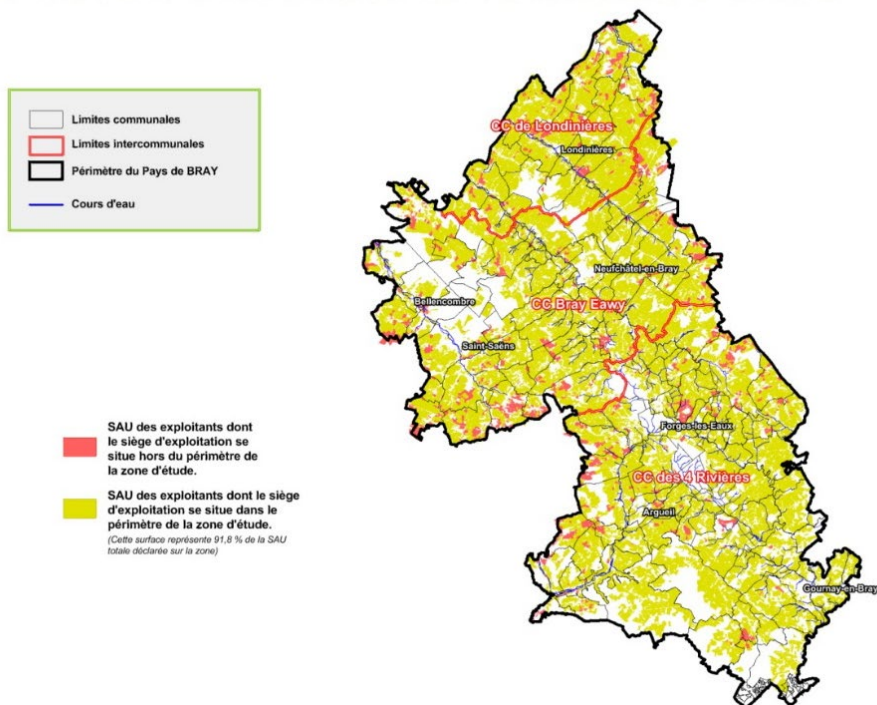 Limites communales
Limites intercommunales
Périmètre du Pays de BRAY
Cours d'eau
CC de Londinières
Londinières
Neufchâtel-en-Bray
Bellencombre
CC Bray Eawy
Saint-Saëns
Forges-les-Eaux
CC des 4 Rivières
Argueil
Gournay-en-Bray
SAU des exploitants dont
le siège d'exploitation se
situe hors du périmètre de
la zone d'étude.
SAU des exploitants dont le siège
d'exploitation se situe dans le
périmètre de la zone d'étude.
(Cette surface représente 91,8 % de la SAU
totale déclarée sur la zone)